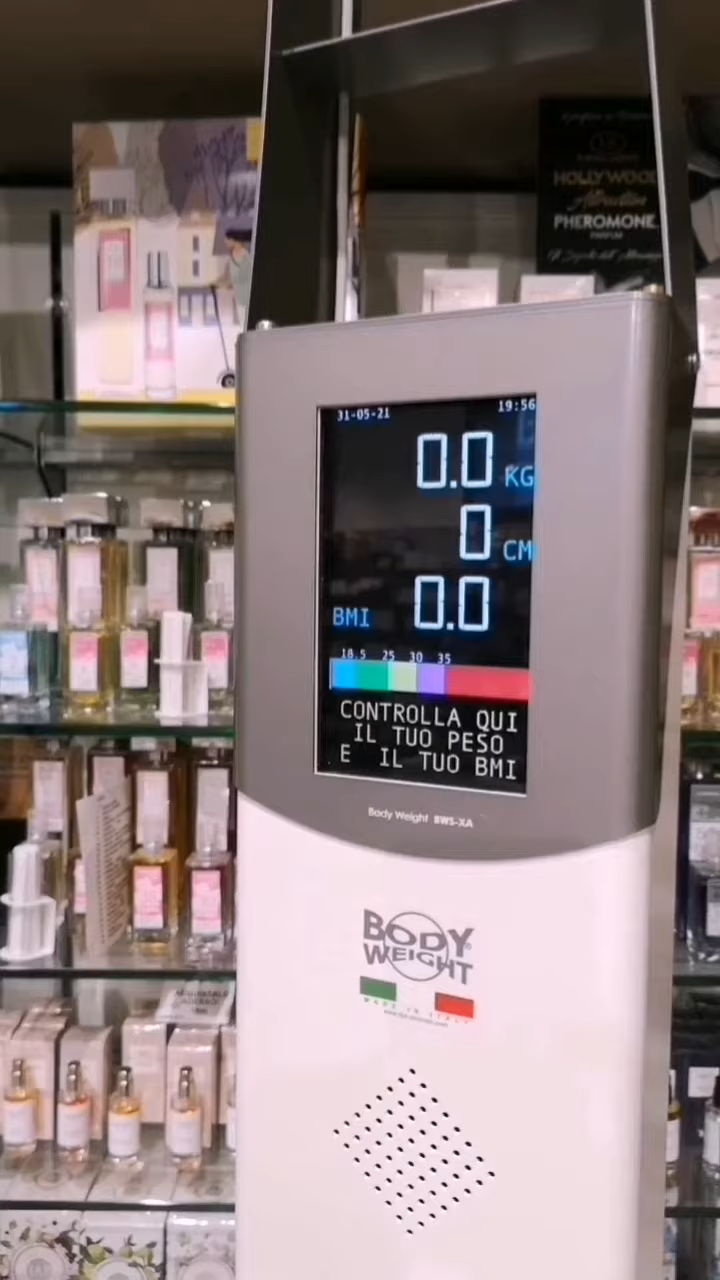 HOLLYWOOD
PHEROMONE
31-05-21 19:56
0.0 KG
0 CM
BMI 0.0
18.5 25 30 35
CONTROLLA QUI
IL TUO PESO
E IL TUO BMI
Body Weight BWS-XA
BODY
WEIGHT
MADE IN ITALY